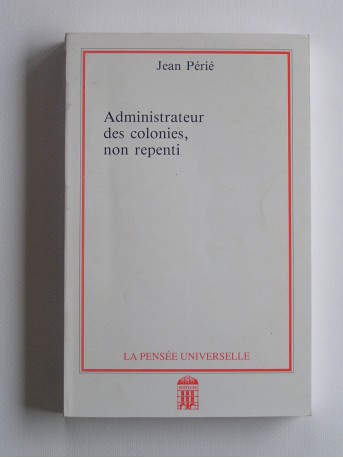 Jean Périé
Administrateur
des colonies,
non repenti
LA PENSÉE UNIVERSELLE